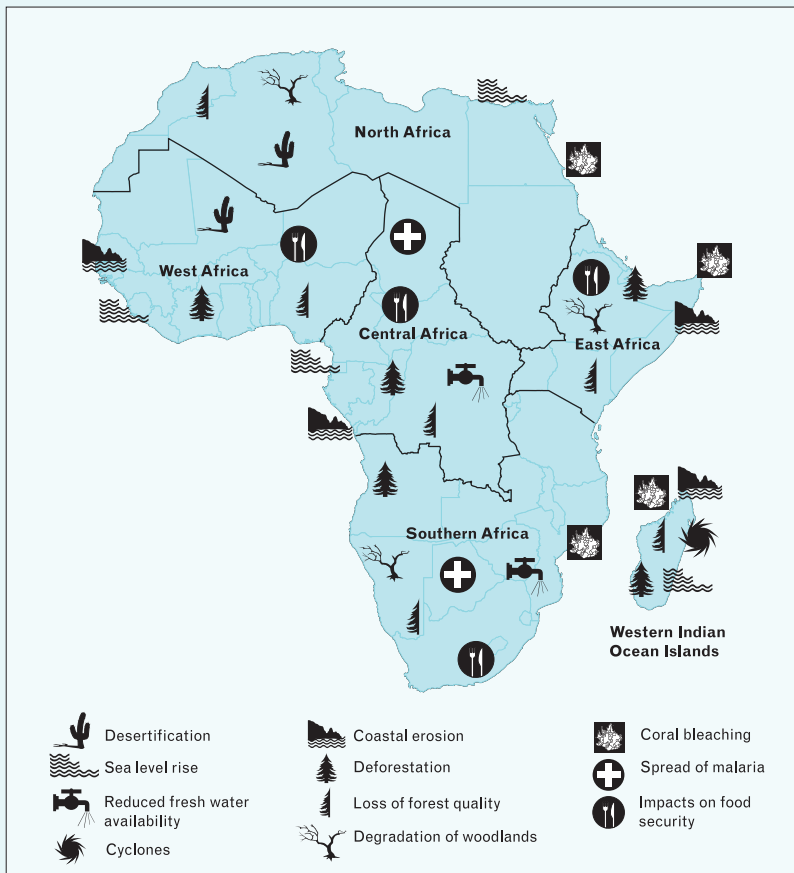 North Africa
West Africa
Central Africa
East Africa
Southern Africa
Western Indian
Ocean Islands
Desertification
Sea level rise
Reduced fresh water
availability
Cyclones
Coastal erosion
Deforestation
Loss of forest quality
Degradation of woodlands
Coral bleaching
Spread of malaria
Impacts on food
security